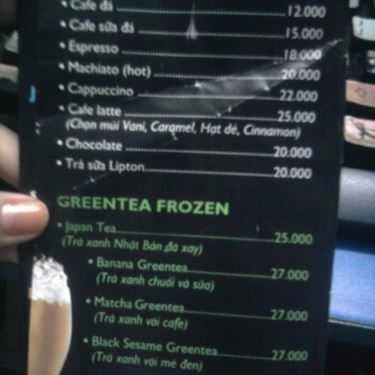 • Cafe đá 12.000
• Cafe sữa đá 15.000
• Espresso 18.000
• Machiato (hot) 20.000
• Cappuccino 22.000
• Cafe latte 25.000
(Chọn mùi Vani, Caramel, Hạt dẻ, Cinnamon)
• Chocolate 20.000
• Trà sữa Lipton 20.000
GREENTEA FROZEN
• Japan Tea 25.000
(Trà xanh Nhật Bản đá xay)
• Banana Greentea 27.000
(Trà xanh chuối và sữa)
• Matcha Greentea 27.000
(Trà xanh với cafe)
• Black Sesame Greentea 27.000
(Trà xanh với mè đen)